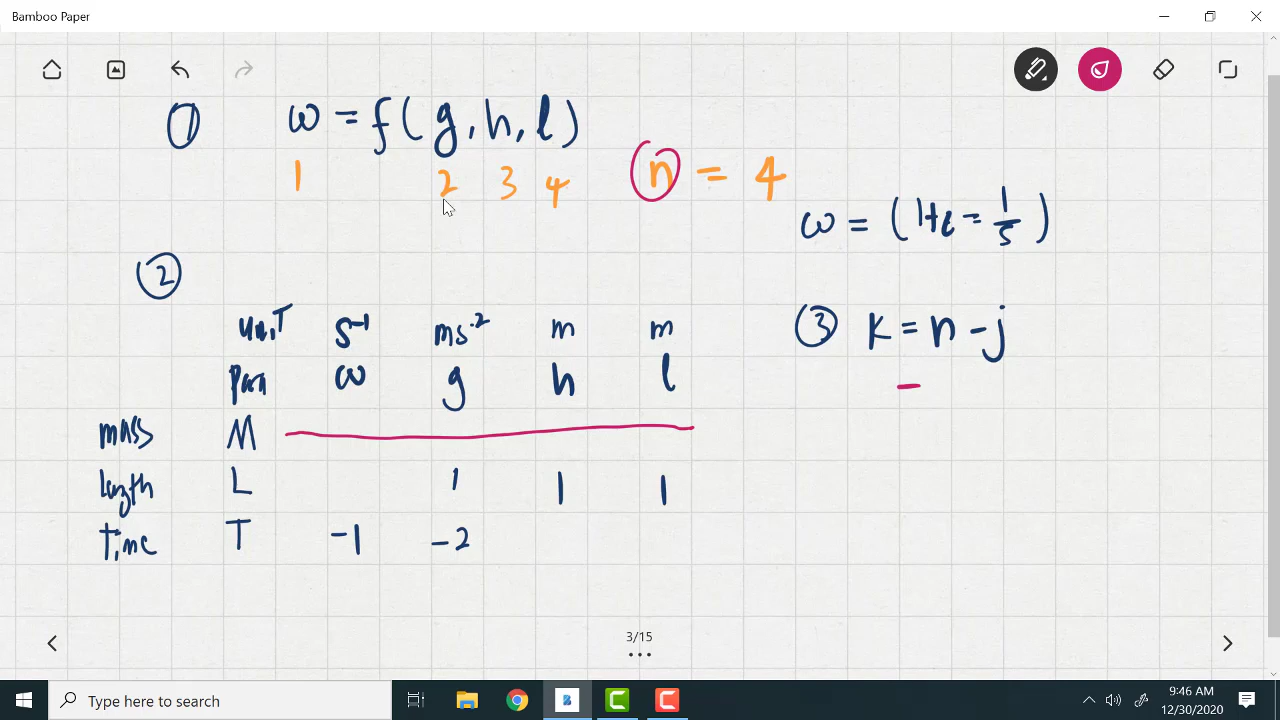 Bamboo Paper
① ω = f(g, h, l)
1 2 3 4 n = 4
ω = (Hz = 1/s)
②
③ K = n - j
unit s⁻¹ ms⁻² m m
Para ω g h l
mass M
length L 1 1 1
time T -1 -2
3/15
Type here to search
9:46 AM
12/30/2020